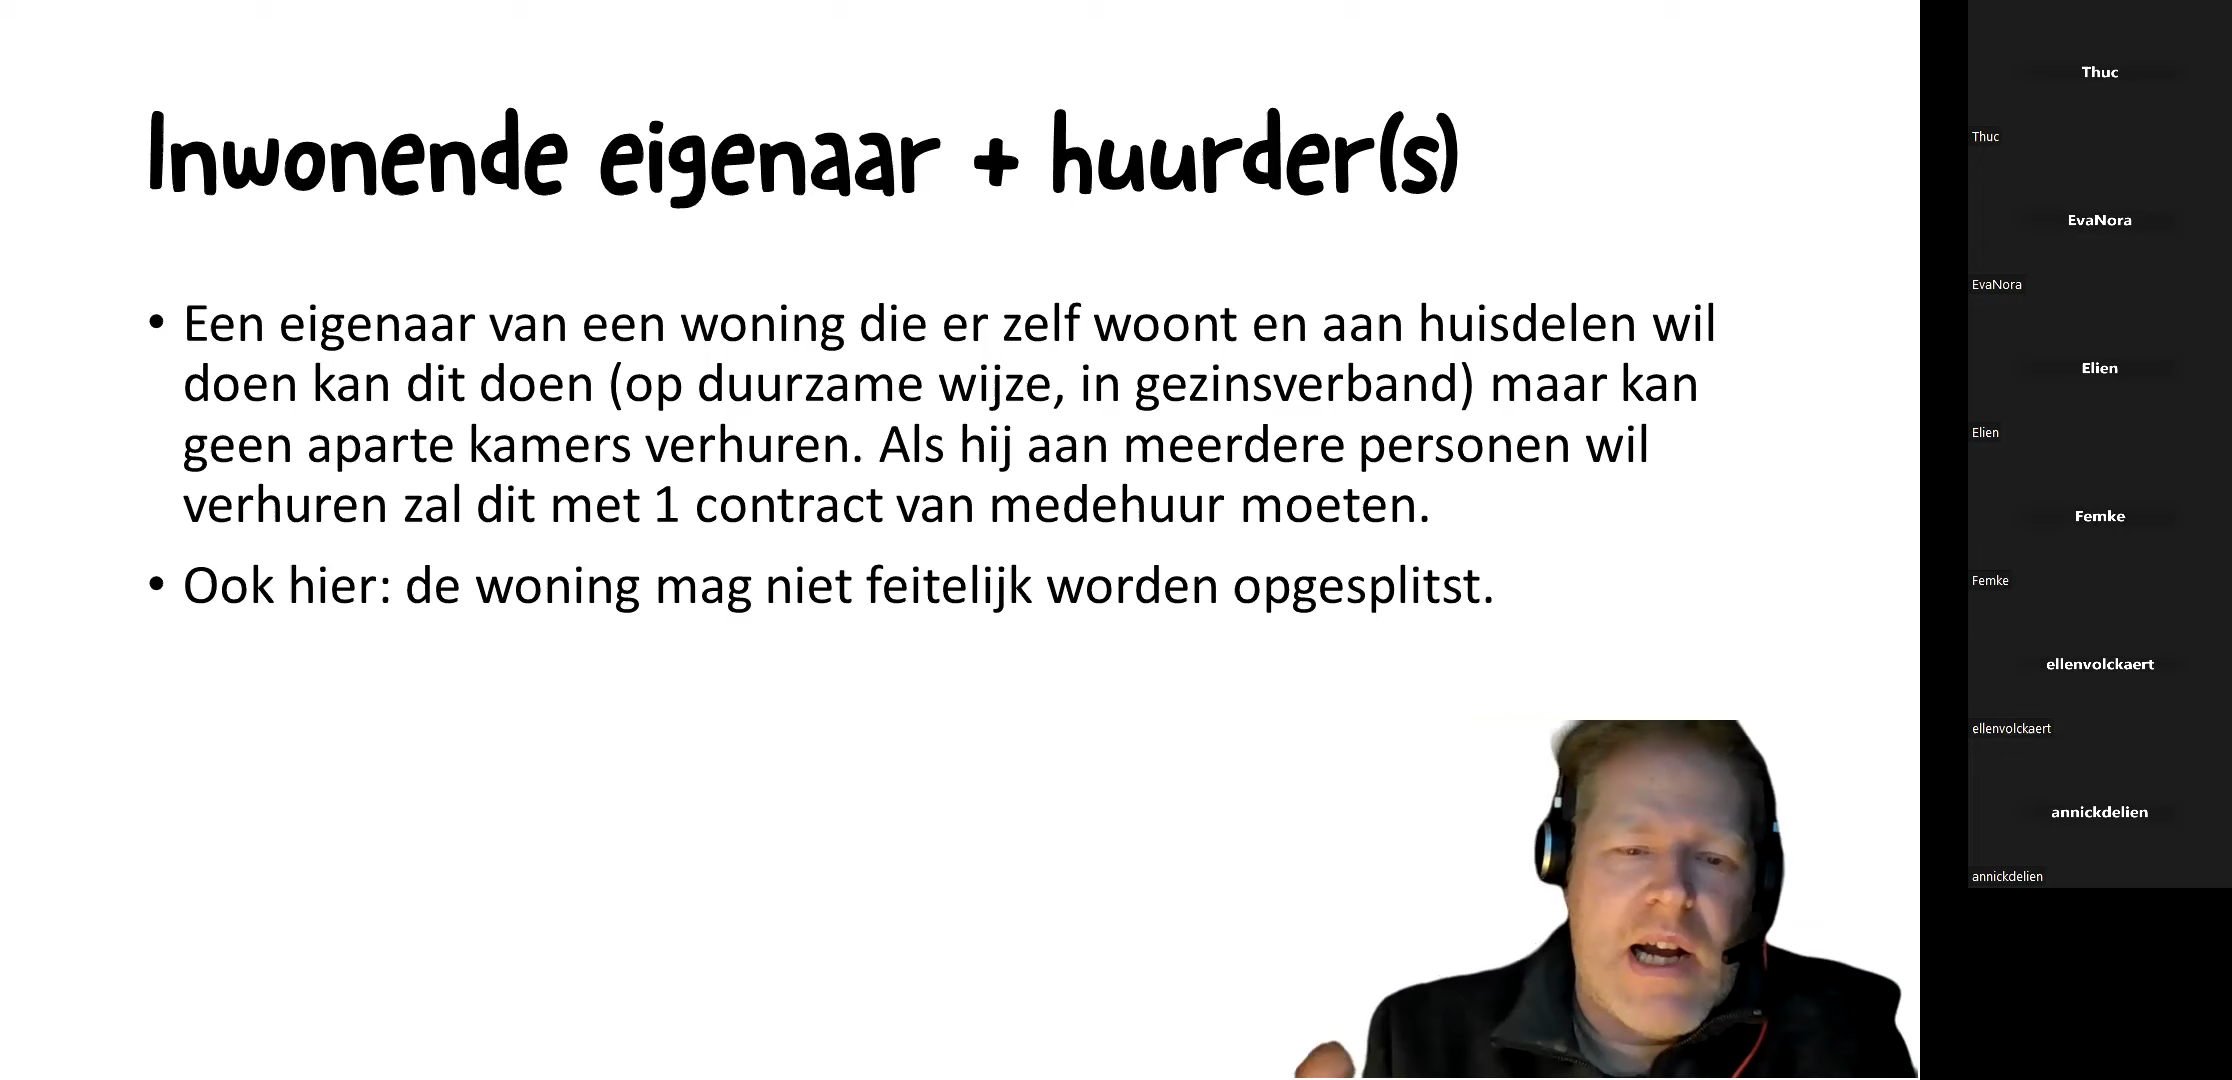 Inwonende eigenaar + huurder(s)
• Een eigenaar van een woning die er zelf woont en aan huisdelen wil
doen kan dit doen (op duurzame wijze, in gezinsverband) maar kan
geen aparte kamers verhuren. Als hij aan meerdere personen wil
verhuren zal dit met 1 contract van medehuur moeten.
• Ook hier: de woning mag niet feitelijk worden opgesplitst.
Thuc
Thuc
EvaNora
EvaNora
Elien
Elien
Femke
Femke
ellenvolckaert
ellenvolckaert
annickdelien
annickdelien